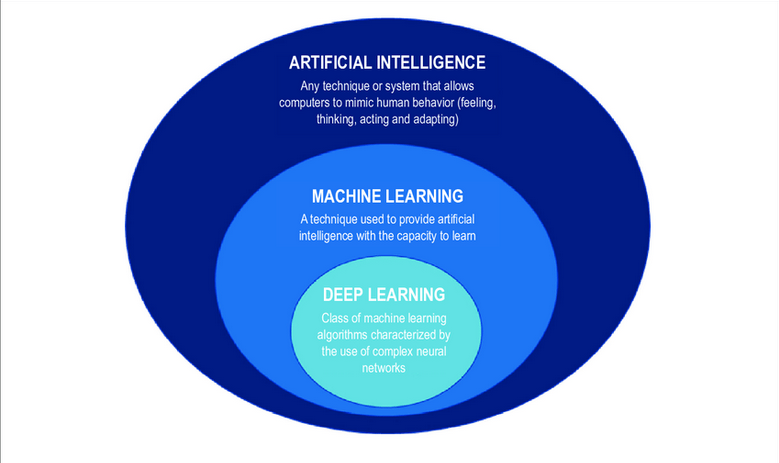 ARTIFICIAL INTELLIGENCE
Any technique or system that allows
computers to mimic human behavior (feeling,
thinking, acting and adapting)
MACHINE LEARNING
A technique used to provide artificial
intelligence with the capacity to learn
DEEP LEARNING
Class of machine learning
algorithms characterized by
the use of complex neural
networks